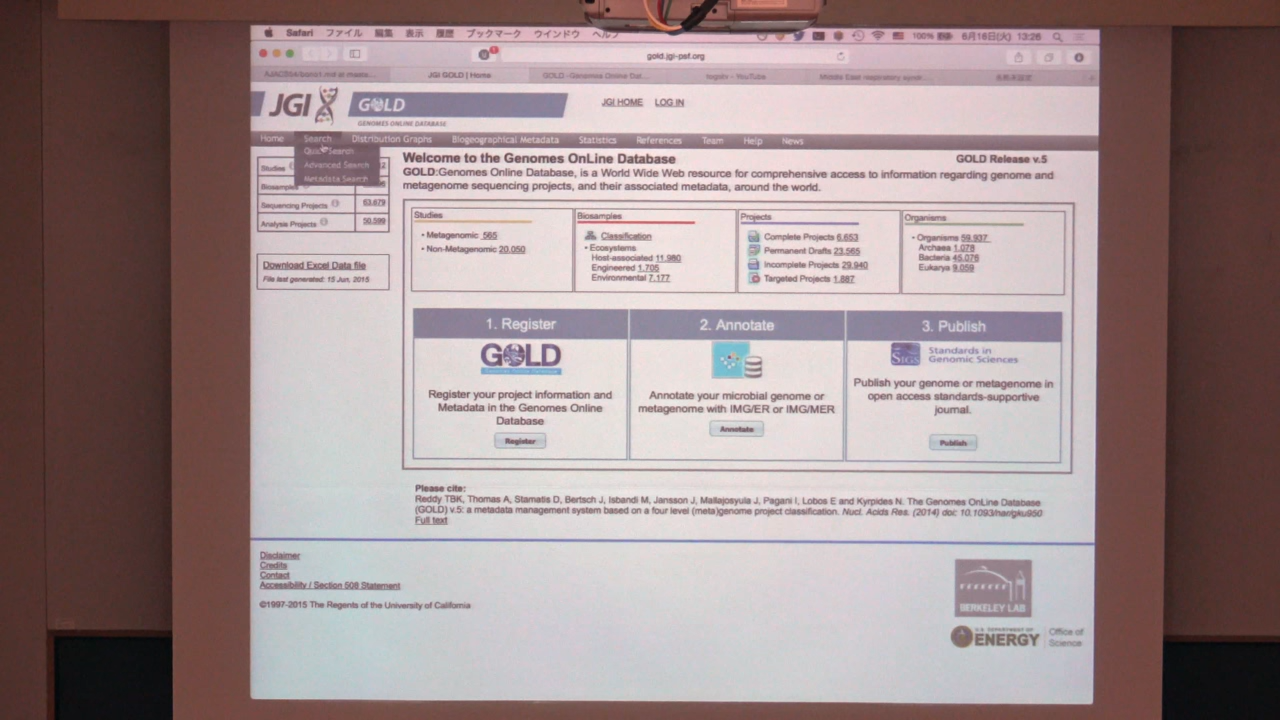 Safari ファイル 編集 表示 履歴 ブックマーク ウインドウ ヘルプ 100% 6月16日(火) 13:26
gold.jgi-psf.org
JGI GOLD | Home
YouTube
JGI GOLD
GENOMES ONLINE DATABASE
JGI HOME LOG IN
Home Search Distribution Graphs Biogeographical Metadata Statistics References Team Help News
Quick Search
Advanced Search
Metadata Search
Studies
Biosamples
Sequencing Projects 63,679
Analysis Projects 50,599
Download Excel Data file
File last generated: 15 Jun, 2015
Welcome to the Genomes OnLine Database
GOLD Release v.5
GOLD:Genomes Online Database, is a World Wide Web resource for comprehensive access to information regarding genome and
metagenome sequencing projects, and their associated metadata, around the world.
Studies
• Metagenomic 565
• Non-Metagenomic 20,050
Biosamples
Classification
• Ecosystems
Host-associated 11,980
Engineered 1,705
Environmental 7,177
Projects
Complete Projects 6,653
Permanent Drafts 23,565
Incomplete Projects 29,940
Targeted Projects 1,887
Organisms
• Organisms 59,937
Archaea 1,078
Bacteria 45,076
Eukarya 9,059
1. Register
GOLD
Register your project information and
Metadata in the Genomes Online
Database
Register
2. Annotate
Annotate your microbial genome or
metagenome with IMG/ER or IMG/MER
Annotate
3. Publish
SIGS Standards in
Genomic Sciences
Publish your genome or metagenome in
open access standards-supportive
journal.
Publish
Please cite:
Reddy TBK, Thomas A, Stamatis D, Bertsch J, Isbandi M, Jansson J, Mallajosyula J, Pagani I, Lobos E and Kyrpides N. The Genomes OnLine Database
(GOLD) v.5: a metadata management system based on a four level (meta)genome project classification. Nucl. Acids Res. (2014) doi: 10.1093/nar/gku950
Full text
Disclaimer
Credits
Contact
Accessibility / Section 508 Statement
©1997-2015 The Regents of the University of California
BERKELEY LAB
U.S. DEPARTMENT OF
ENERGY
Office of
Science